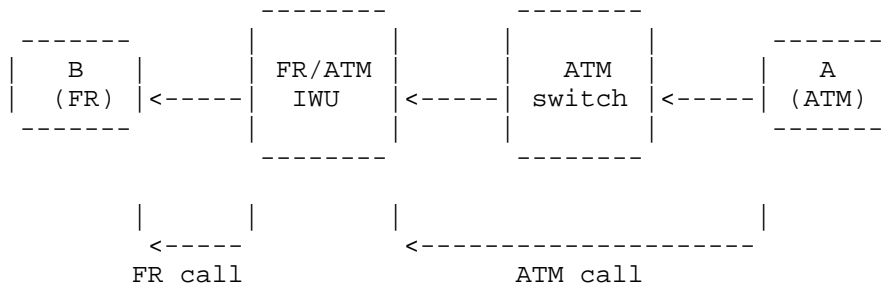 B FR/ATM ATM A
(FR) IWU switch (ATM)
FR call ATM call